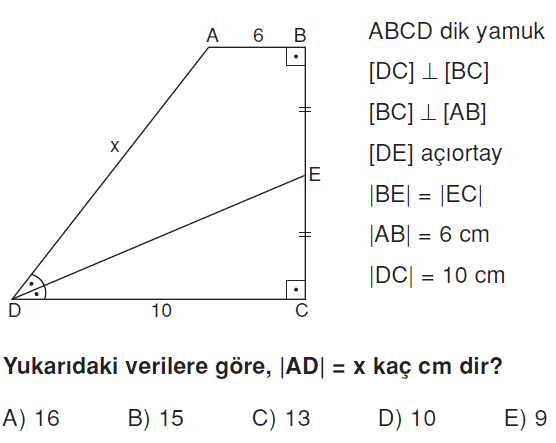 A 6 B
x
E
D 10 C
ABCD dik yamuk
[DC] ⊥ [BC]
[BC] ⊥ [AB]
[DE] açıortay
|BE| = |EC|
|AB| = 6 cm
|DC| = 10 cm
Yukarıdaki verilere göre, |AD| = x kaç cm dir?
A) 16 B) 15 C) 13 D) 10 E) 9